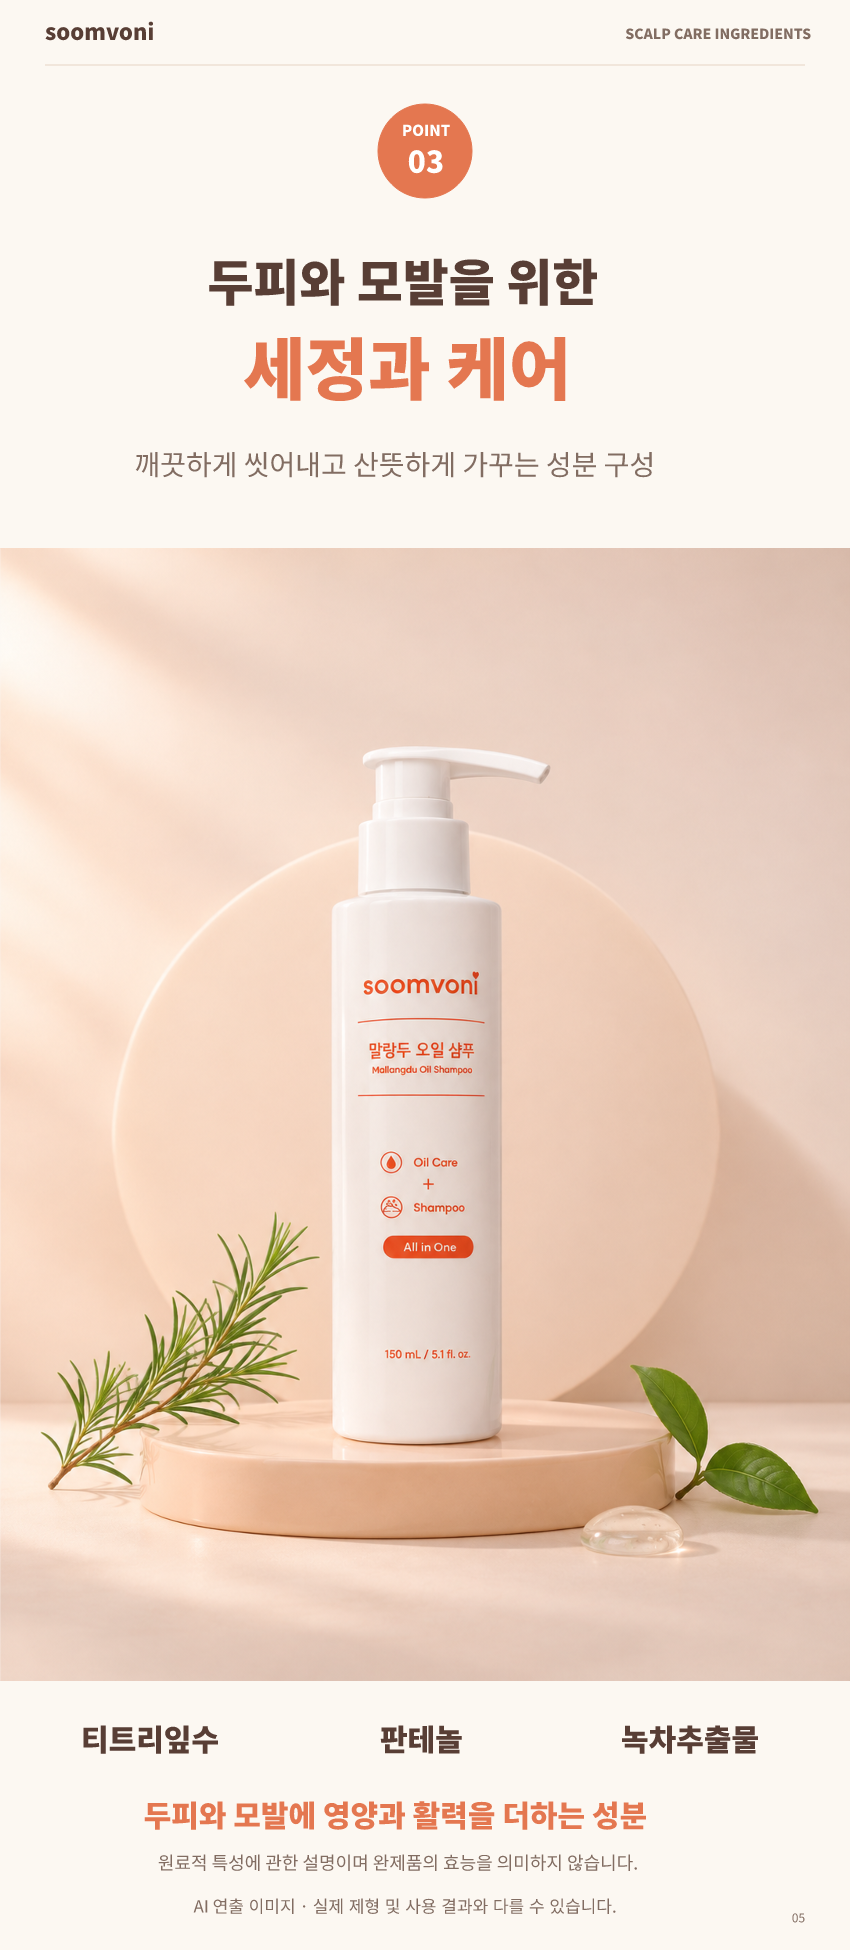 soomvoni
SCALP CARE INGREDIENTS
POINT
03
두피와 모발을 위한
세정과 케어
깨끗하게 씻어내고 산뜻하게 가꾸는 성분 구성
soomvoni
말랑두 오일 샴푸
Mallangdu Oil Shampoo
Oil Care
+
Shampoo
All in One
150 mL / 5.1 fl. oz.
티트리잎수 판테놀 녹차추출물
두피와 모발에 영양과 활력을 더하는 성분
원료적 특성에 관한 설명이며 완제품의 효능을 의미하지 않습니다.
AI 연출 이미지 · 실제 제형 및 사용 결과와 다를 수 있습니다.
05